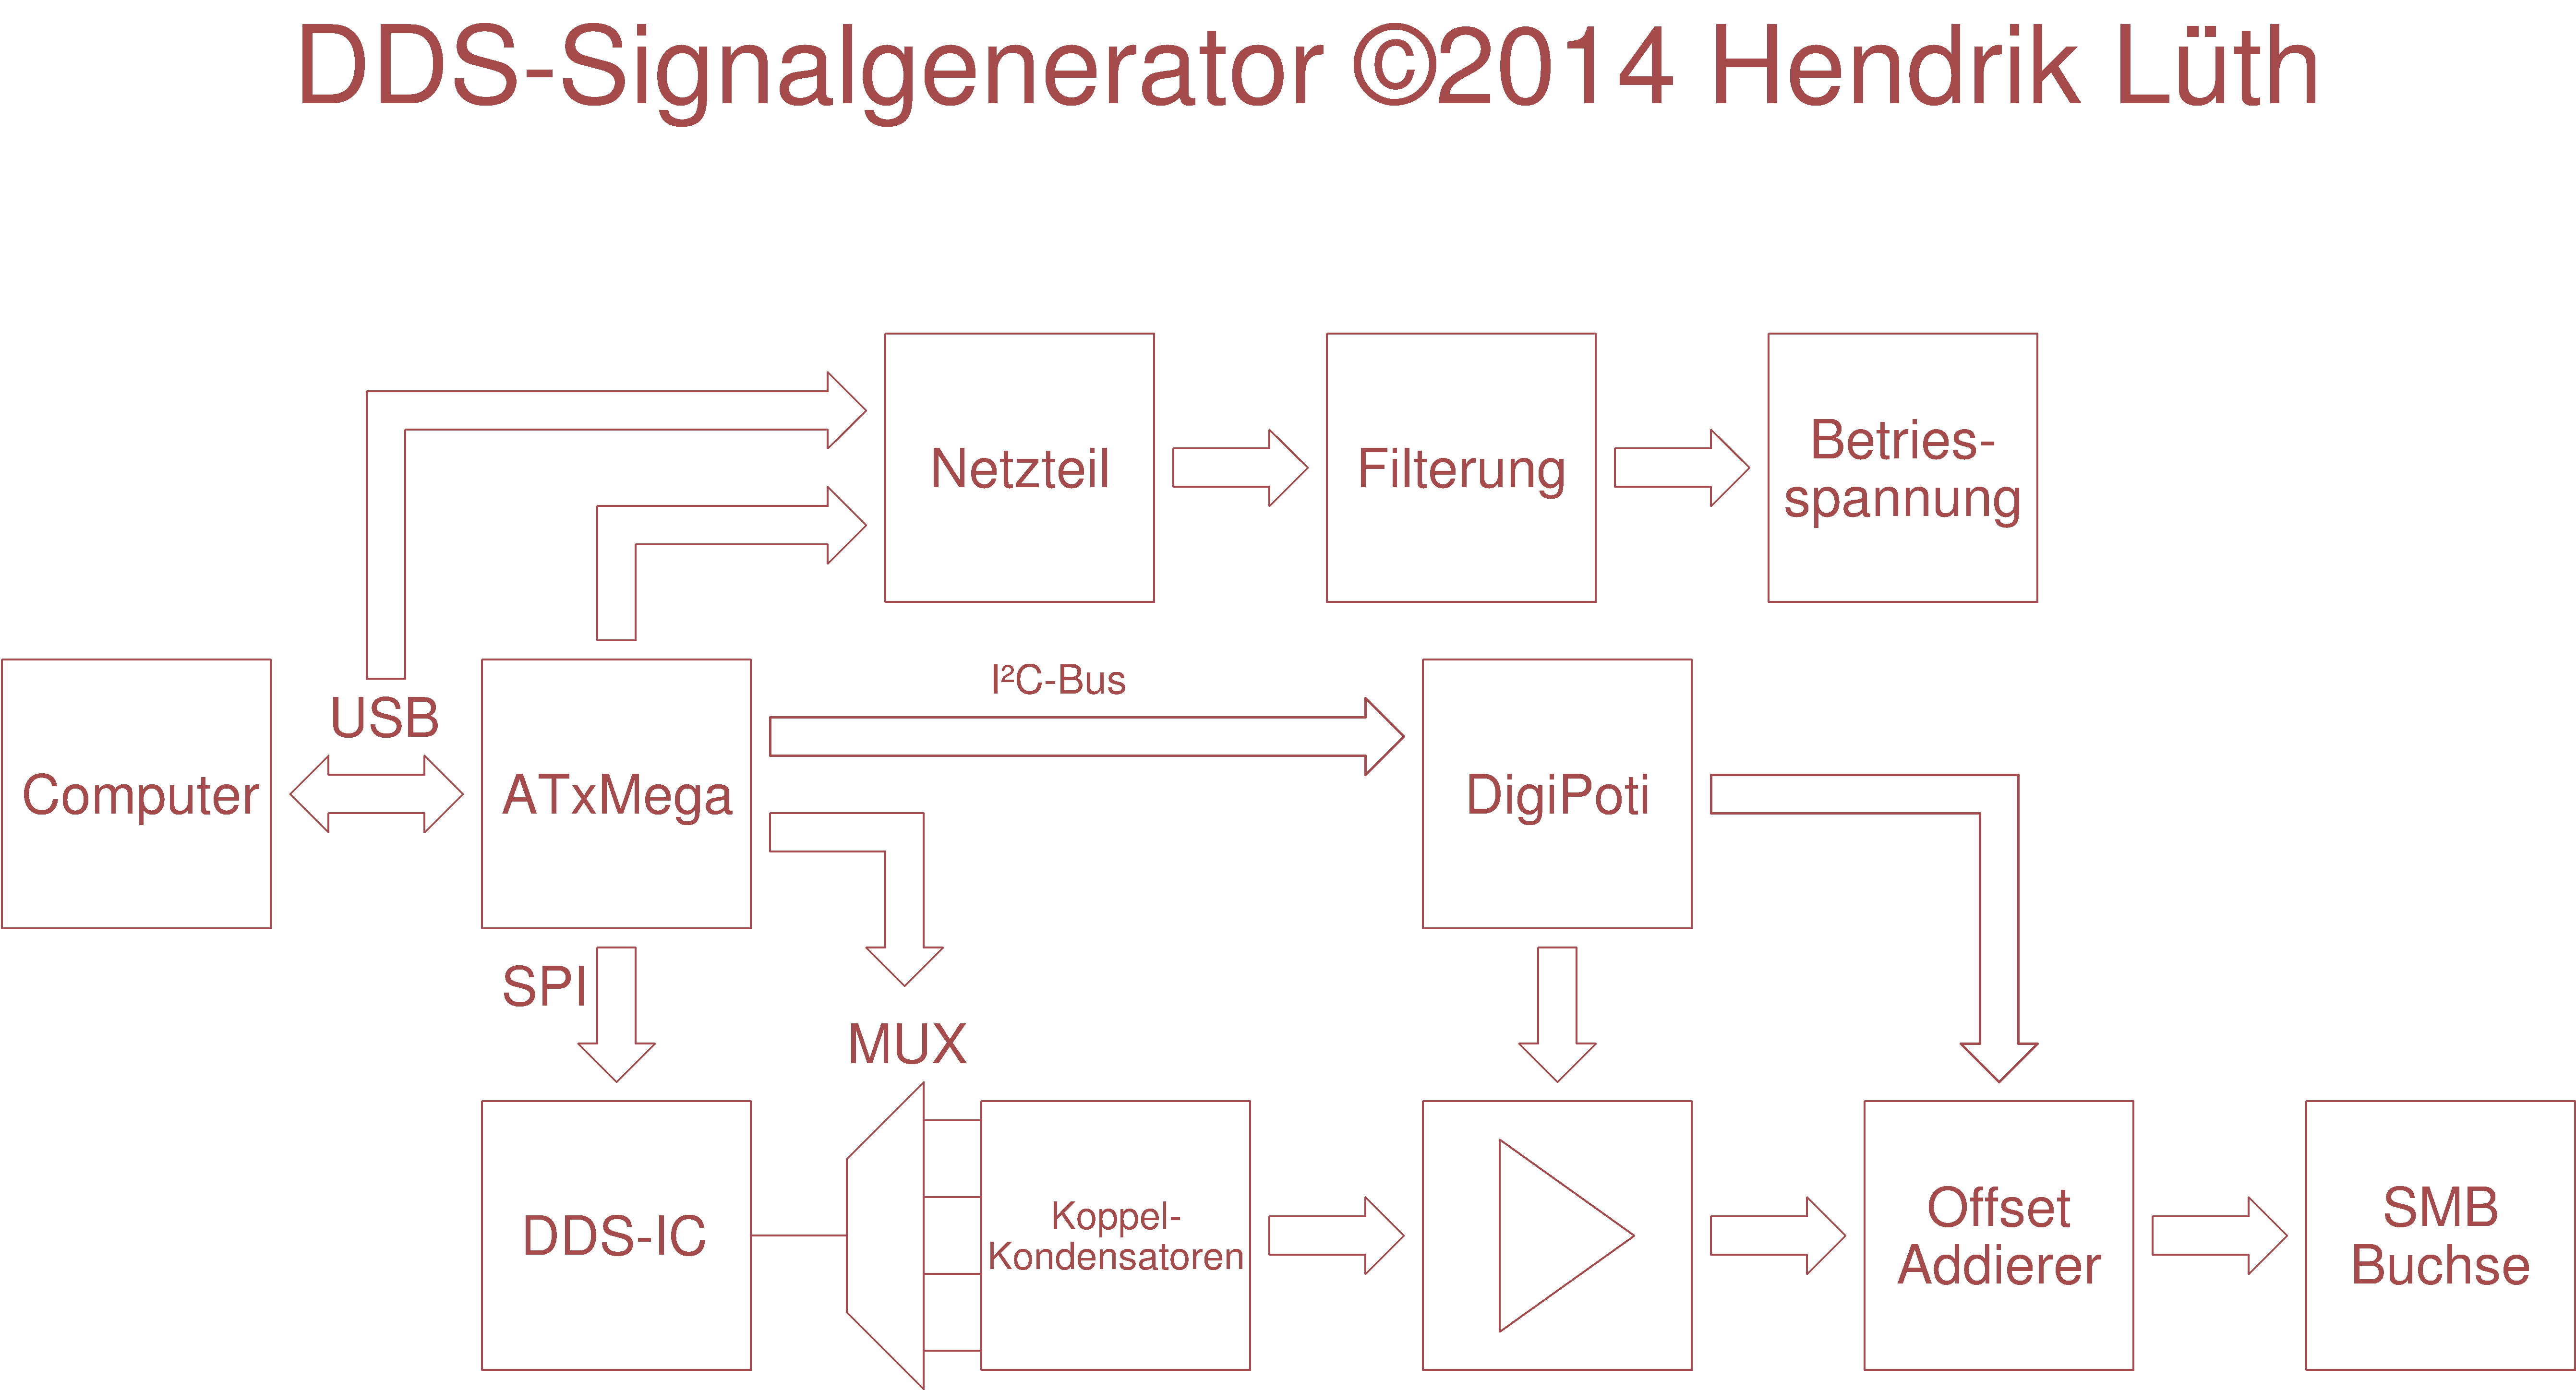 DDS-Signalgenerator ©2014 Hendrik Lüth
Netzteil
Filterung
Betries-
spannung
Computer
USB
ATxMega
I²C-Bus
DigiPoti
SPI
MUX
DDS-IC
Koppel-
Kondensatoren
Offset
Addierer
SMB
Buchse